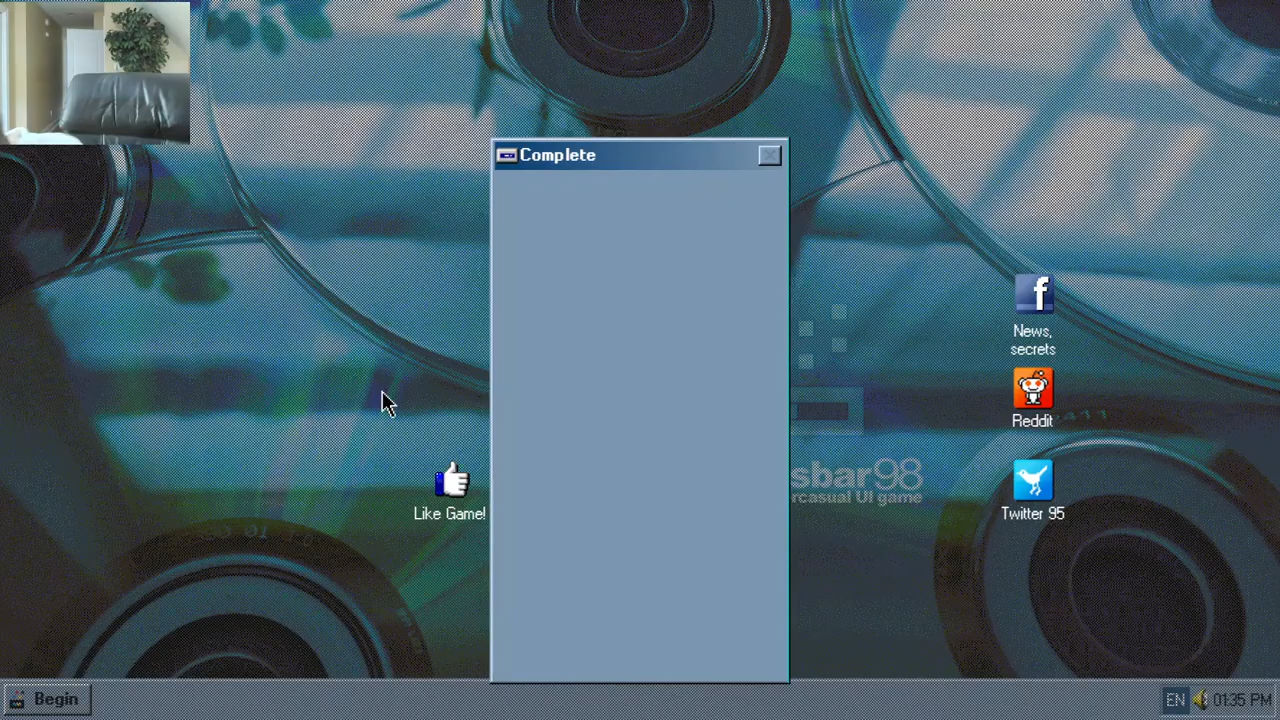 Complete
News,
secrets
Reddit
sbar98
rcasual UI game
Like Game!
Twitter 95
Begin
EN
01:35 PM